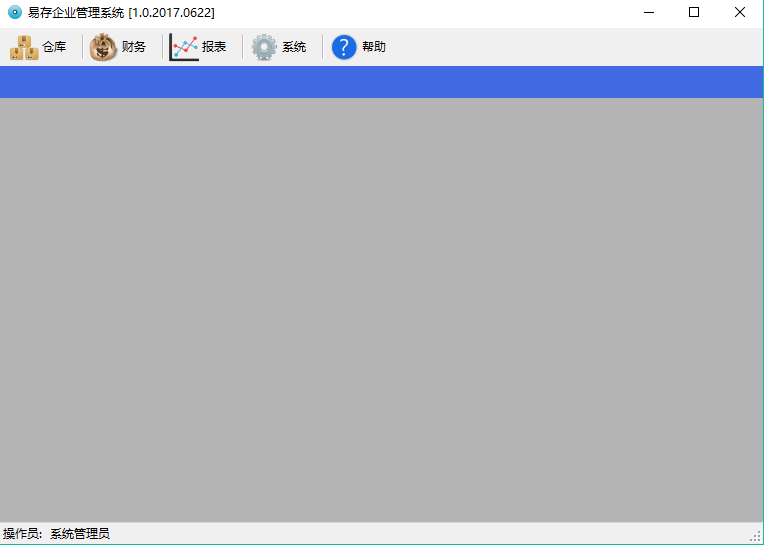 易存企业管理系统 [1.0.2017.0622]
仓库 财务 报表 系统 ? 帮助
操作员: 系统管理员